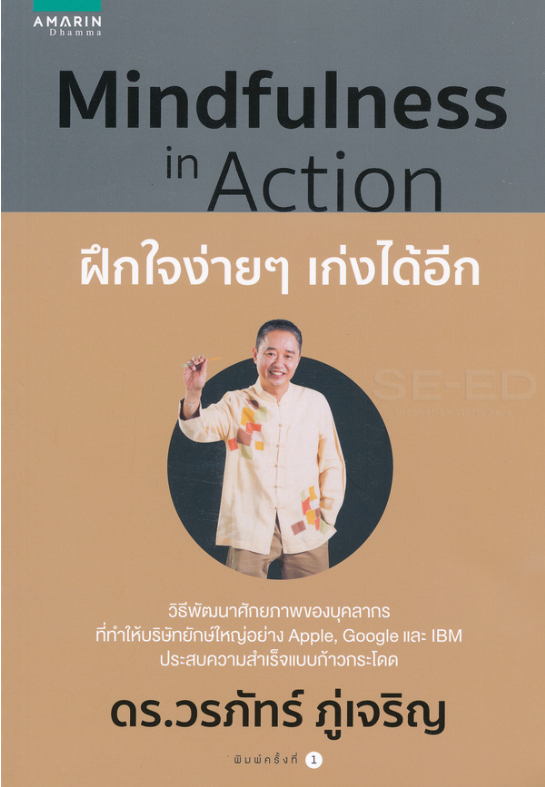 AMARIN
Dhamma
Mindfulness
in Action
ฝึกใจง่ายๆ เก่งได้อีก
SE-ED
วิธีพัฒนาศักยภาพของบุคลากร
ที่ทำให้บริษัทยักษ์ใหญ่อย่าง Apple, Google และ IBM
ประสบความสำเร็จแบบก้าวกระโดด
ดร.วรภัทร์ ภู่เจริญ
พิมพ์ครั้งที่ 1